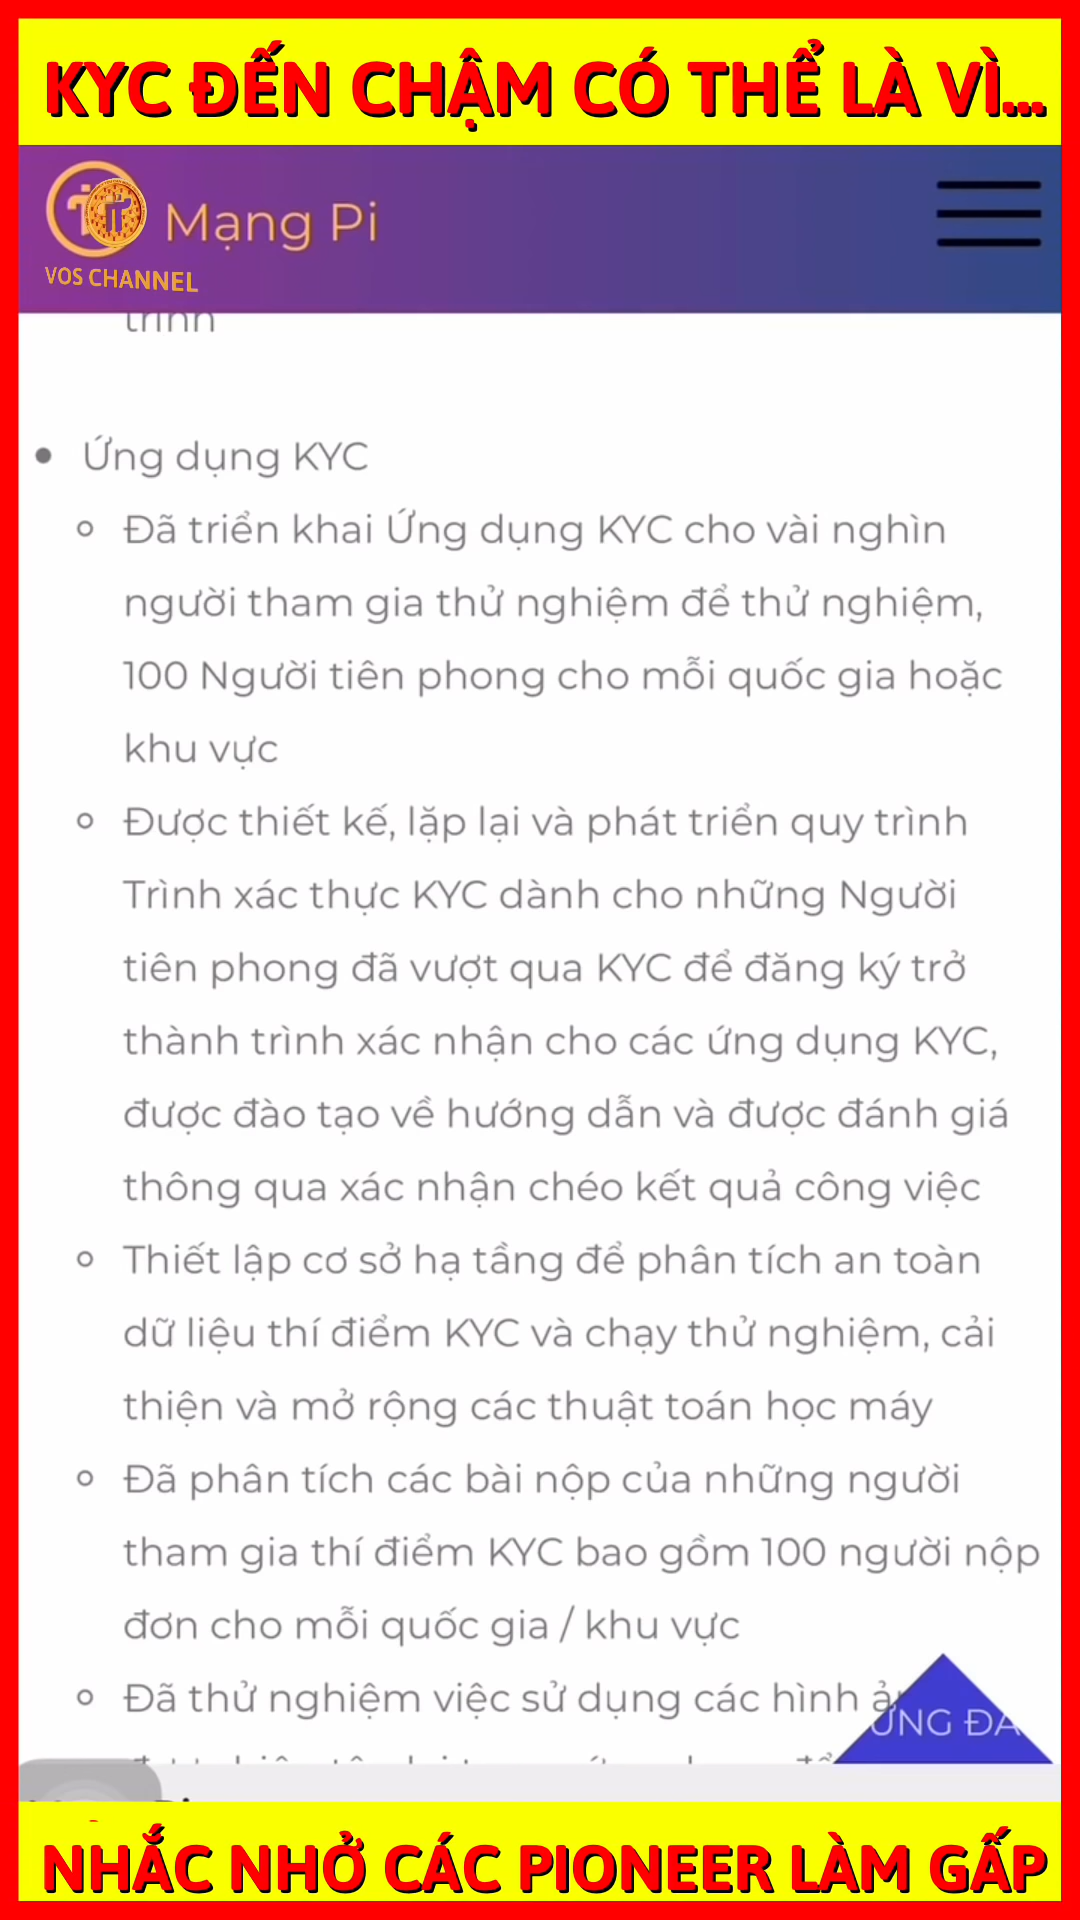 KYC ĐẾN CHẬM CÓ THỂ LÀ VÌ...
Mạng Pi
VOS CHANNEL
trình
Ứng dụng KYC
Đã triển khai Ứng dụng KYC cho vài nghìn
người tham gia thử nghiệm để thử nghiệm,
100 Người tiên phong cho mỗi quốc gia hoặc
khu vực
Được thiết kế, lặp lại và phát triển quy trình
Trình xác thực KYC dành cho những Người
tiên phong đã vượt qua KYC để đăng ký trở
thành trình xác nhận cho các ứng dụng KYC,
được đào tạo về hướng dẫn và được đánh giá
thông qua xác nhận chéo kết quả công việc
Thiết lập cơ sở hạ tầng để phân tích an toàn
dữ liệu thí điểm KYC và chạy thử nghiệm, cải
thiện và mở rộng các thuật toán học máy
Đã phân tích các bài nộp của những người
tham gia thí điểm KYC bao gồm 100 người nộp
đơn cho mỗi quốc gia / khu vực
Đã thử nghiệm việc sử dụng các hình
NHẮC NHỞ CÁC PIONEER LÀM GẤP